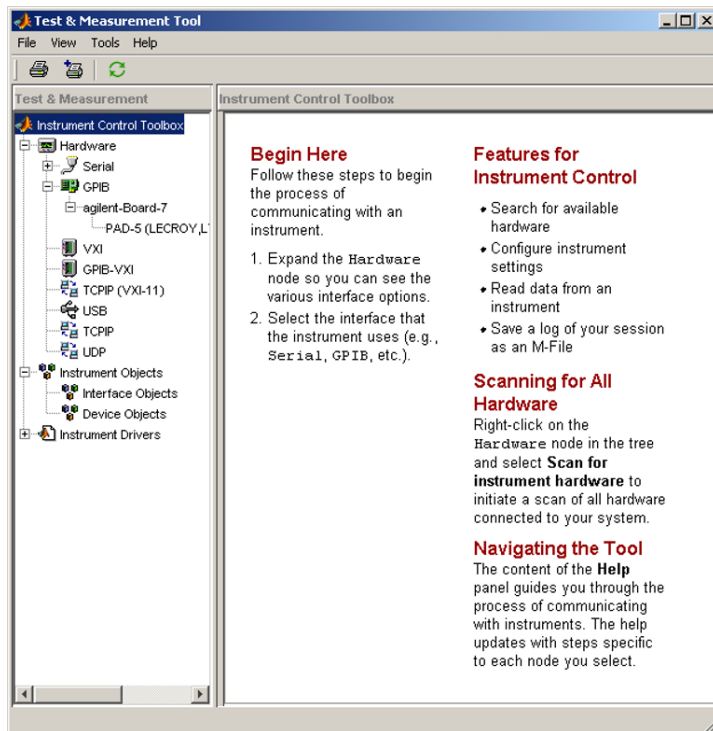 Test & Measurement Tool
File View Tools Help
Test & Measurement
Instrument Control Toolbox
Hardware
Serial
GPIB
agilent-Board-7
PAD-5 (LECROY,L
VXI
GPIB-VXI
TCPIP (VXI-11)
USB
TCPIP
UDP
Instrument Objects
Interface Objects
Device Objects
Instrument Drivers
Instrument Control Toolbox
Begin Here
Follow these steps to begin
the process of
communicating with an
instrument.
1. Expand the Hardware
node so you can see the
various interface options.
2. Select the interface that
the instrument uses (e.g.,
Serial, GPIB, etc.).
Features for
Instrument Control
• Search for available
hardware
• Configure instrument
settings
• Read data from an
instrument
• Save a log of your session
as an M-File
Scanning for All
Hardware
Right-click on the
Hardware node in the tree
and select Scan for
instrument hardware to
initiate a scan of all hardware
connected to your system.
Navigating the Tool
The content of the Help
panel guides you through the
process of communicating
with instruments. The help
updates with steps specific
to each node you select.